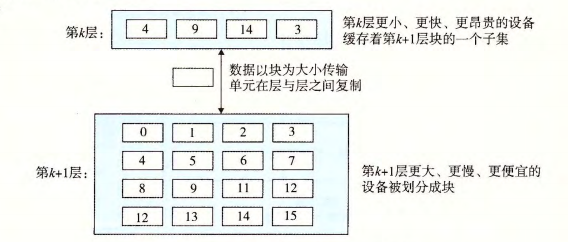 第k层：
4 9 14 3
第k层更小、更快、更昂贵的设备
缓存着第k+1层块的一个子集
数据以块为大小传输
单元在层与层之间复制
第k+1层：
0 1 2 3
4 5 6 7
8 9 11 12
12 13 14 15
第k+1层更大、更慢、更便宜的
设备被划分成块